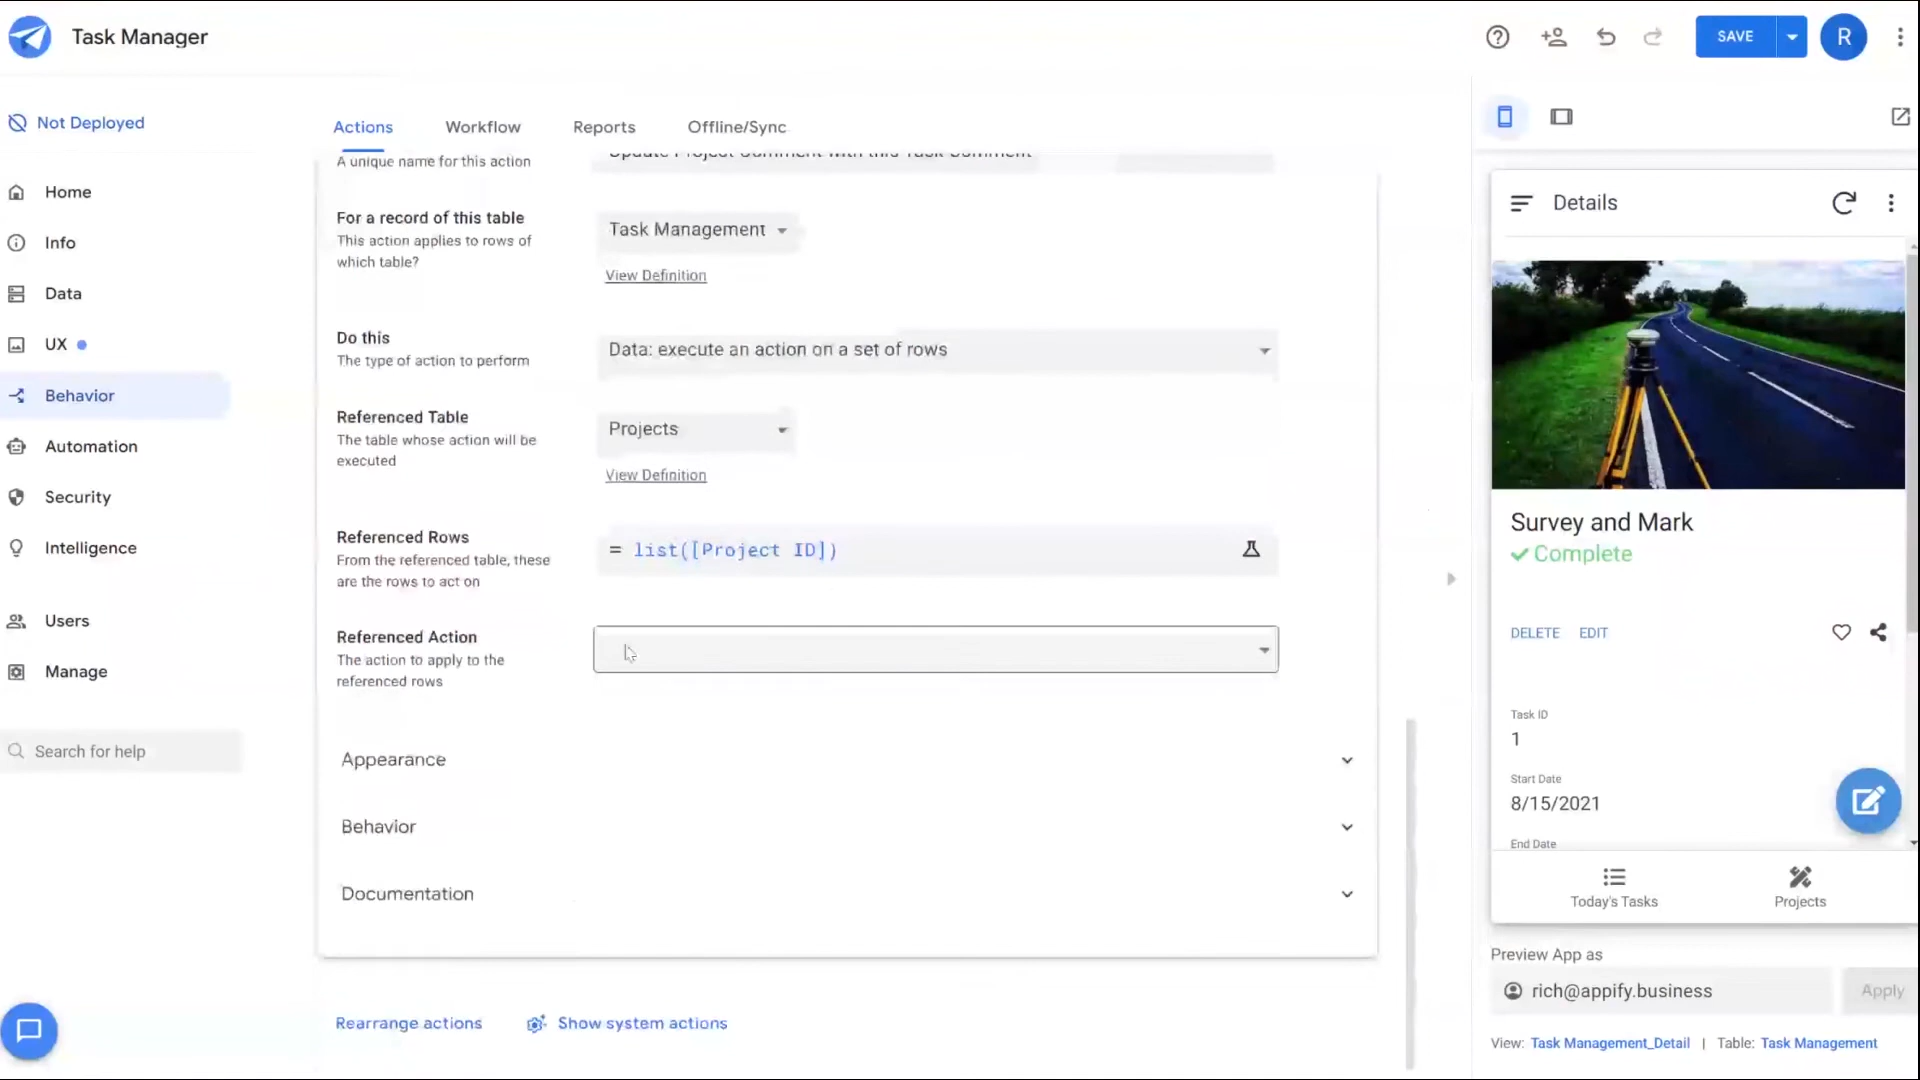 Task Manager
SAVE
R
Not Deployed
Actions
Workflow
Reports
Offline/Sync
Home
Info
Data
UX
Behavior
Automation
Security
Intelligence
Users
Manage
Search for help
A unique name for this action
Update Project Comment with this Task Comment
For a record of this table
This action applies to rows of
which table?
Task Management
View Definition
Do this
The type of action to perform
Data: execute an action on a set of rows
Referenced Table
The table whose action will be
executed
Projects
View Definition
Referenced Rows
From the referenced table, these
are the rows to act on
= list([Project ID])
Referenced Action
The action to apply to the
referenced rows
Appearance
Behavior
Documentation
Rearrange actions
Show system actions
Details
Survey and Mark
Complete
DELETE
EDIT
Task ID
1
Start Date
8/15/2021
End Date
Today's Tasks
Projects
Preview App as
rich@appify.business
Apply
View: Task Management_Detail | Table: Task Management